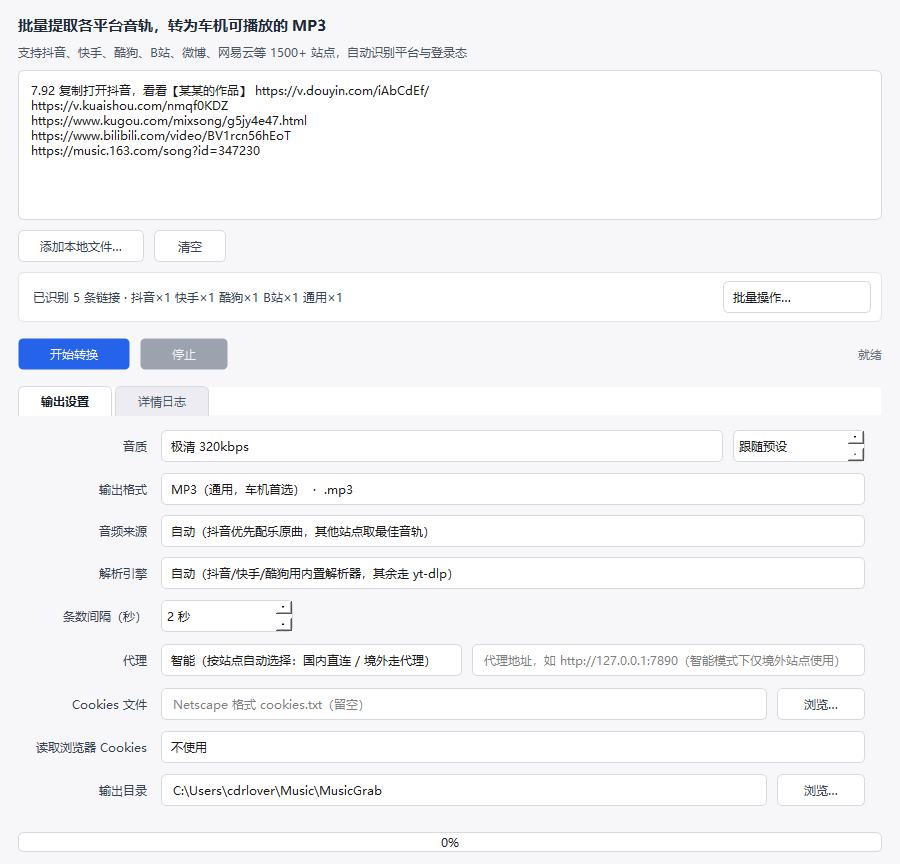 批量提取各平台音轨，转为车机可播放的 MP3
支持抖音、快手、酷狗、B站、微博、网易云等 1500+ 站点，自动识别平台与登录态
7.92 复制打开抖音，看看【某某的作品】 https://v.douyin.com/iAbCdEf/
https://v.kuaishou.com/nmqf0KDZ
https://www.kugou.com/mixsong/g5jy4e47.html
https://www.bilibili.com/video/BV1rcn56hEoT
https://music.163.com/song?id=347230
添加本地文件... 清空
已识别 5 条链接 · 抖音×1 快手×1 酷狗×1 B站×1 通用×1 批量操作...
开始转换 停止 就绪
输出设置 详情日志
音质 极清 320kbps 跟随预设
输出格式 MP3（通用，车机首选） · .mp3
音频来源 自动（抖音优先配乐原曲，其他站点取最佳音轨）
解析引擎 自动（抖音/快手/酷狗用内置解析器，其余走 yt-dlp）
条数间隔（秒） 2 秒
代理 智能（按站点自动选择：国内直连 / 境外走代理） 代理地址，如 http://127.0.0.1:7890（智能模式下仅境外站点使用）
Cookies 文件 Netscape 格式 cookies.txt（留空） 浏览...
读取浏览器 Cookies 不使用
输出目录 C:\Users\cdrlover\Music\MusicGrab 浏览...
0%